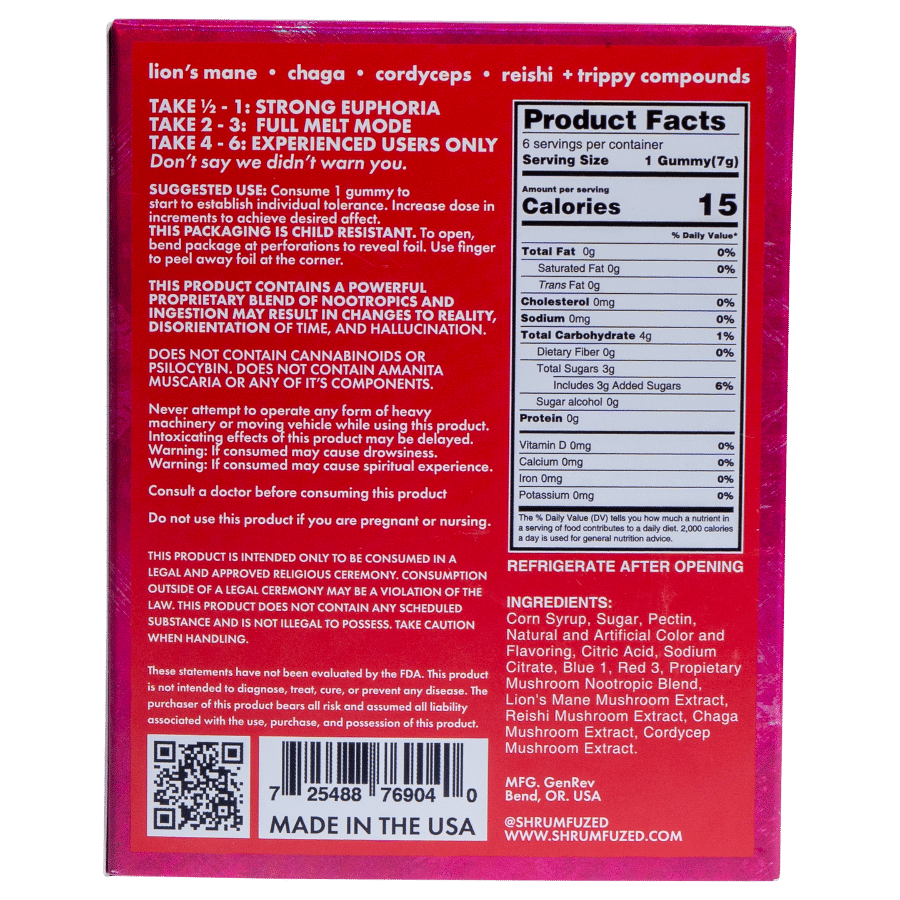 lion's mane • chaga • cordyceps • reishi + trippy compounds
TAKE ½ - 1: STRONG EUPHORIA
TAKE 2 - 3: FULL MELT MODE
TAKE 4 - 6: EXPERIENCED USERS ONLY
Don't say we didn't warn you.
SUGGESTED USE: Consume 1 gummy to
start to establish individual tolerance. Increase dose in
increments to achieve desired affect.
THIS PACKAGING IS CHILD RESISTANT. To open,
bend package at perforations to reveal foil. Use finger
to peel away foil at the corner.
THIS PRODUCT CONTAINS A POWERFUL
PROPRIETARY BLEND OF NOOTROPICS AND
INGESTION MAY RESULT IN CHANGES TO REALITY,
DISORIENTATION OF TIME, AND HALLUCINATION.
DOES NOT CONTAIN CANNABINOIDS OR
PSILOCYBIN. DOES NOT CONTAIN AMANITA
MUSCARIA OR ANY OF IT'S COMPONENTS.
Never attempt to operate any form of heavy
machinery or moving vehicle while using this product.
Intoxicating effects of this product may be delayed.
Warning: If consumed may cause drowsiness.
Warning: If consumed may cause spiritual experience.
Consult a doctor before consuming this product
Do not use this product if you are pregnant or nursing.
THIS PRODUCT IS INTENDED ONLY TO BE CONSUMED IN A
LEGAL AND APPROVED RELIGIOUS CEREMONY. CONSUMPTION
OUTSIDE OF A LEGAL CEREMONY MAY BE A VIOLATION OF THE
LAW. THIS PRODUCT DOES NOT CONTAIN ANY SCHEDULED
SUBSTANCE AND IS NOT ILLEGAL TO POSSESS. TAKE CAUTION
WHEN HANDLING.
These statements have not been evaluated by the FDA. This product
is not intended to diagnose, treat, cure, or prevent any disease. The
purchaser of this product bears all risk and assumed all liability
associated with the use, purchase, and possession of this product.
7 25488 76904 0
MADE IN THE USA
Product Facts
6 servings per container
Serving Size 1 Gummy(7g)
Amount per serving
Calories 15
% Daily Value*
Total Fat 0g 0%
Saturated Fat 0g 0%
Trans Fat 0g
Cholesterol 0mg 0%
Sodium 0mg 0%
Total Carbohydrate 4g 1%
Dietary Fiber 0g 0%
Total Sugars 3g
Includes 3g Added Sugars 6%
Sugar alcohol 0g
Protein 0g
Vitamin D 0mg 0%
Calcium 0mg 0%
Iron 0mg 0%
Potassium 0mg 0%
The % Daily Value (DV) tells you how much a nutrient in
a serving of food contributes to a daily diet. 2,000 calories
a day is used for general nutrition advice.
REFRIGERATE AFTER OPENING
INGREDIENTS:
Corn Syrup, Sugar, Pectin,
Natural and Artificial Color and
Flavoring, Citric Acid, Sodium
Citrate, Blue 1, Red 3, Propietary
Mushroom Nootropic Blend,
Lion's Mane Mushroom Extract,
Reishi Mushroom Extract, Chaga
Mushroom Extract, Cordycep
Mushroom Extract.
MFG. GenRev
Bend, OR. USA
@SHRUMFUZED
WWW.SHRUMFUZED.COM